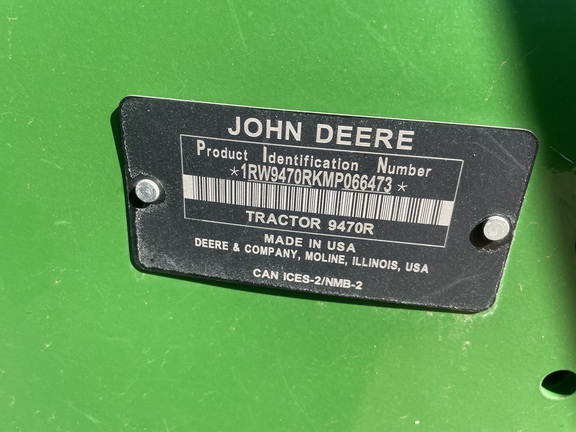 JOHN DEERE
Product Identification Number
*1RW9470RKMP066473*
TRACTOR 9470R
MADE IN USA
DEERE & COMPANY, MOLINE, ILLINOIS, USA
CAN ICES-2/NMB-2